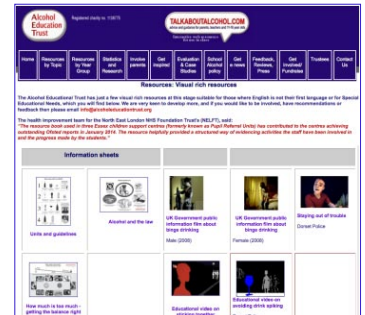 Alcohol
Education
Trust
TALKABOUTALCOHOL.COM
Home
Resources
by Topic
Resources
by Year
Group
Statistics
and
Research
Involve
parents
Get
inspired
Evaluation
& Case
Studies
School
Alcohol
policy
Get
e-news
Feedback,
Reviews,
Press
Get
involved/
Fundraise
Trustees
Contact
Us
Resources: Visual rich resources
The Alcohol Educational Trust has just a few visual rich resources at this stage suitable for those where English is not their first language or for Special
Educational Needs, which you will find below. We are very keen to develop more, and if you would like to be involved, have recommendations or
feedback then please email info@alcoholeducationtrust.org
The health improvement team for the North East London NHS Foundation Trust's (NELFT), said:
"The resource book used in three Essex children support centres (formerly known as Pupil Referral Units) has contributed to the centres achieving
outstanding Ofsted reports in January 2014. The resource helpfully provided a structured way of evidencing activities the staff have been involved in
and the progress made by the students."
Information sheets
Units and guidelines
Alcohol and the law
UK Government public
information film about
binge drinking
Male (2008)
UK Government public
information film about
binge drinking
Female (2008)
Staying out of trouble
Dorset Police
How much is too much -
getting the balance right
Educational video on
Educational video on
avoiding drink spiking